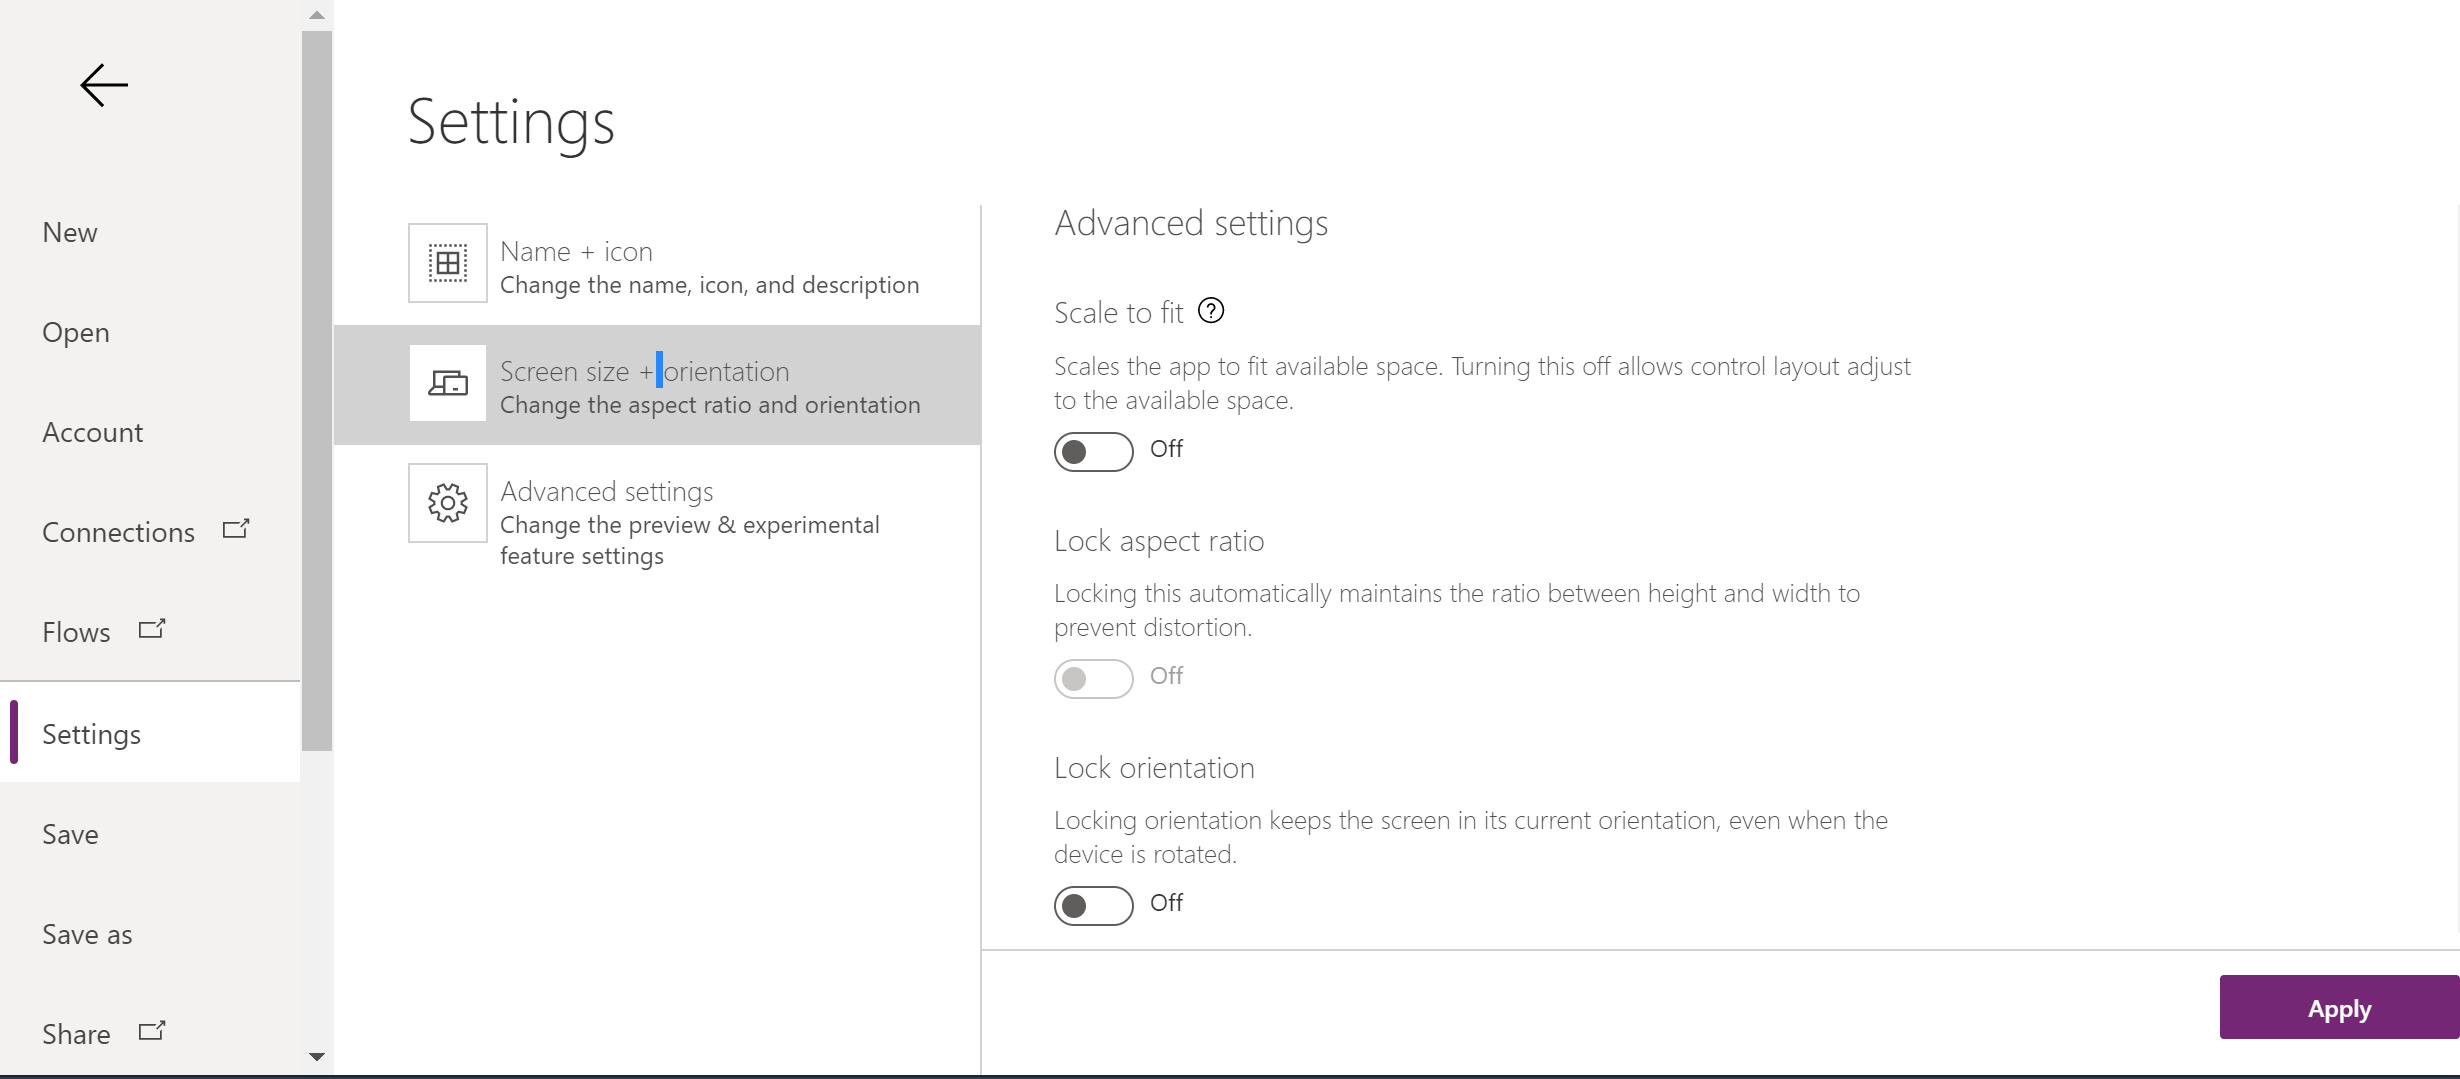 New
Open
Account
Connections
Flows
Settings
Save
Save as
Share
Settings
Name + icon
Change the name, icon, and description
Screen size + orientation
Change the aspect ratio and orientation
Advanced settings
Change the preview & experimental
feature settings
Advanced settings
Scale to fit ?
Scales the app to fit available space. Turning this off allows control layout adjust
to the available space.
Off
Lock aspect ratio
Locking this automatically maintains the ratio between height and width to
prevent distortion.
Off
Lock orientation
Locking orientation keeps the screen in its current orientation, even when the
device is rotated.
Off
Apply